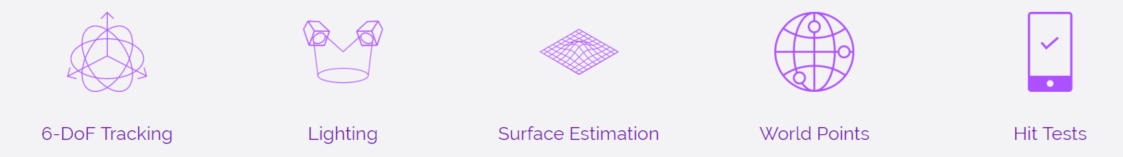 6-DoF Tracking
Lighting
Surface Estimation
World Points
Hit Tests